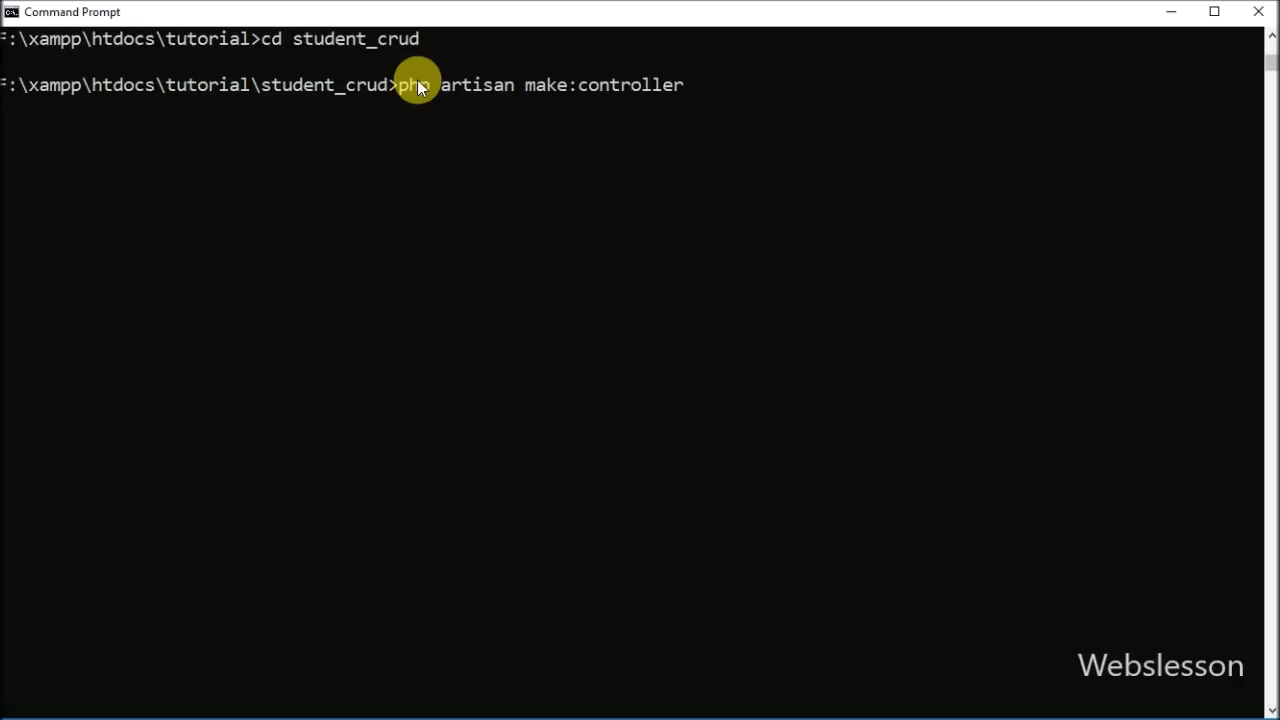 Command Prompt
F:\xampp\htdocs\tutorial>cd student_crud
F:\xampp\htdocs\tutorial\student_crud>php artisan make:controller
Webslesson